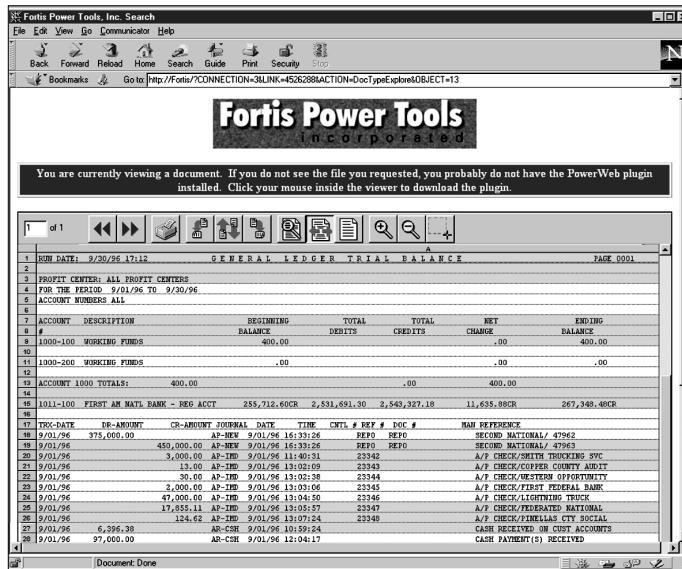 Fortis Power Tools, Inc. Search
File Edit View Go Communicator Help
Back Forward Reload Home Search Guide Print Security Stop
Bookmarks Go to: http://Fortis/?CONNECTION=3&LINK=4526288&ACTION=DocTypeExplore&OBJECT=13
N
Fortis Power Tools
incorporated
You are currently viewing a document. If you do not see the file you requested, you probably do not have the PowerWeb plugin
installed. Click your mouse inside the viewer to download the plugin.
1 of 1
A
1 RUN DATE: 9/30/96 17:12 GENERAL LEDGER TRIAL BALANCE PAGE 0001
2
3 PROFIT CENTER: ALL PROFIT CENTERS
4 FOR THE PERIOD 9/01/96 TO 9/30/96
5 ACCOUNT NUMBERS ALL
6
7 ACCOUNT DESCRIPTION BEGINNING TOTAL TOTAL NET ENDING
8 # BALANCE DEBITS CREDITS CHANGE BALANCE
9 1000-100 WORKING FUNDS 400.00 .00 400.00
10
11 1000-200 WORKING FUNDS .00 .00 .00
12
13 ACCOUNT 1000 TOTALS: 400.00 .00 400.00
14
15 1011-100 FIRST AM NATL BANK - REG ACCT 255,712.60CR 2,531,691.30 2,543,327.18 11,635.88CR 267,348.48CR
16
17 TRX-DATE DR-AMOUNT CR-AMOUNT JOURNAL DATE TIME CNTL # REF # DOC # MAN REFERENCE
18 9/01/96 375,000.00 AP-NEW 9/01/96 16:33:26 REPO REPO SECOND NATIONAL/ 47962
19 9/01/96 450,000.00 AP-NEW 9/01/96 16:33:26 REPO REPO SECOND NATIONAL/ 47963
20 9/01/96 3,000.00 AP-IMD 9/01/96 11:40:31 23342 A/P CHECK/SMITH TRUCKING SVC
21 9/01/96 13.00 AP-IMD 9/01/96 13:02:09 23343 A/P CHECK/COPPER COUNTY AUDIT
22 9/01/96 30.00 AP-IMD 9/01/96 13:02:38 23344 A/P CHECK/WESTERN OPPORTUNITY
23 9/01/96 2,000.00 AP-IMD 9/01/96 13:03:06 23345 A/P CHECK/FIRST FEDERAL BANK
24 9/01/96 47,000.00 AP-IMD 9/01/96 13:04:50 23346 A/P CHECK/LIGHTNING TRUCK
25 9/01/96 17,855.11 AP-IMD 9/01/96 13:05:57 23347 A/P CHECK/FEDERATED NATIONAL
26 9/01/96 124.62 AP-IMD 9/01/96 13:07:24 23348 A/P CHECK/PINELLAS CTY SOCIAL
27 9/01/96 6,396.38 AR-CSH 9/01/96 10:59:24 CASH RECEIVED ON CUST ACCOUNTS
28 9/01/96 97,000.00 AR-CSH 9/01/96 12:04:17 CASH PAYMENT(S) RECEIVED
Document: Done